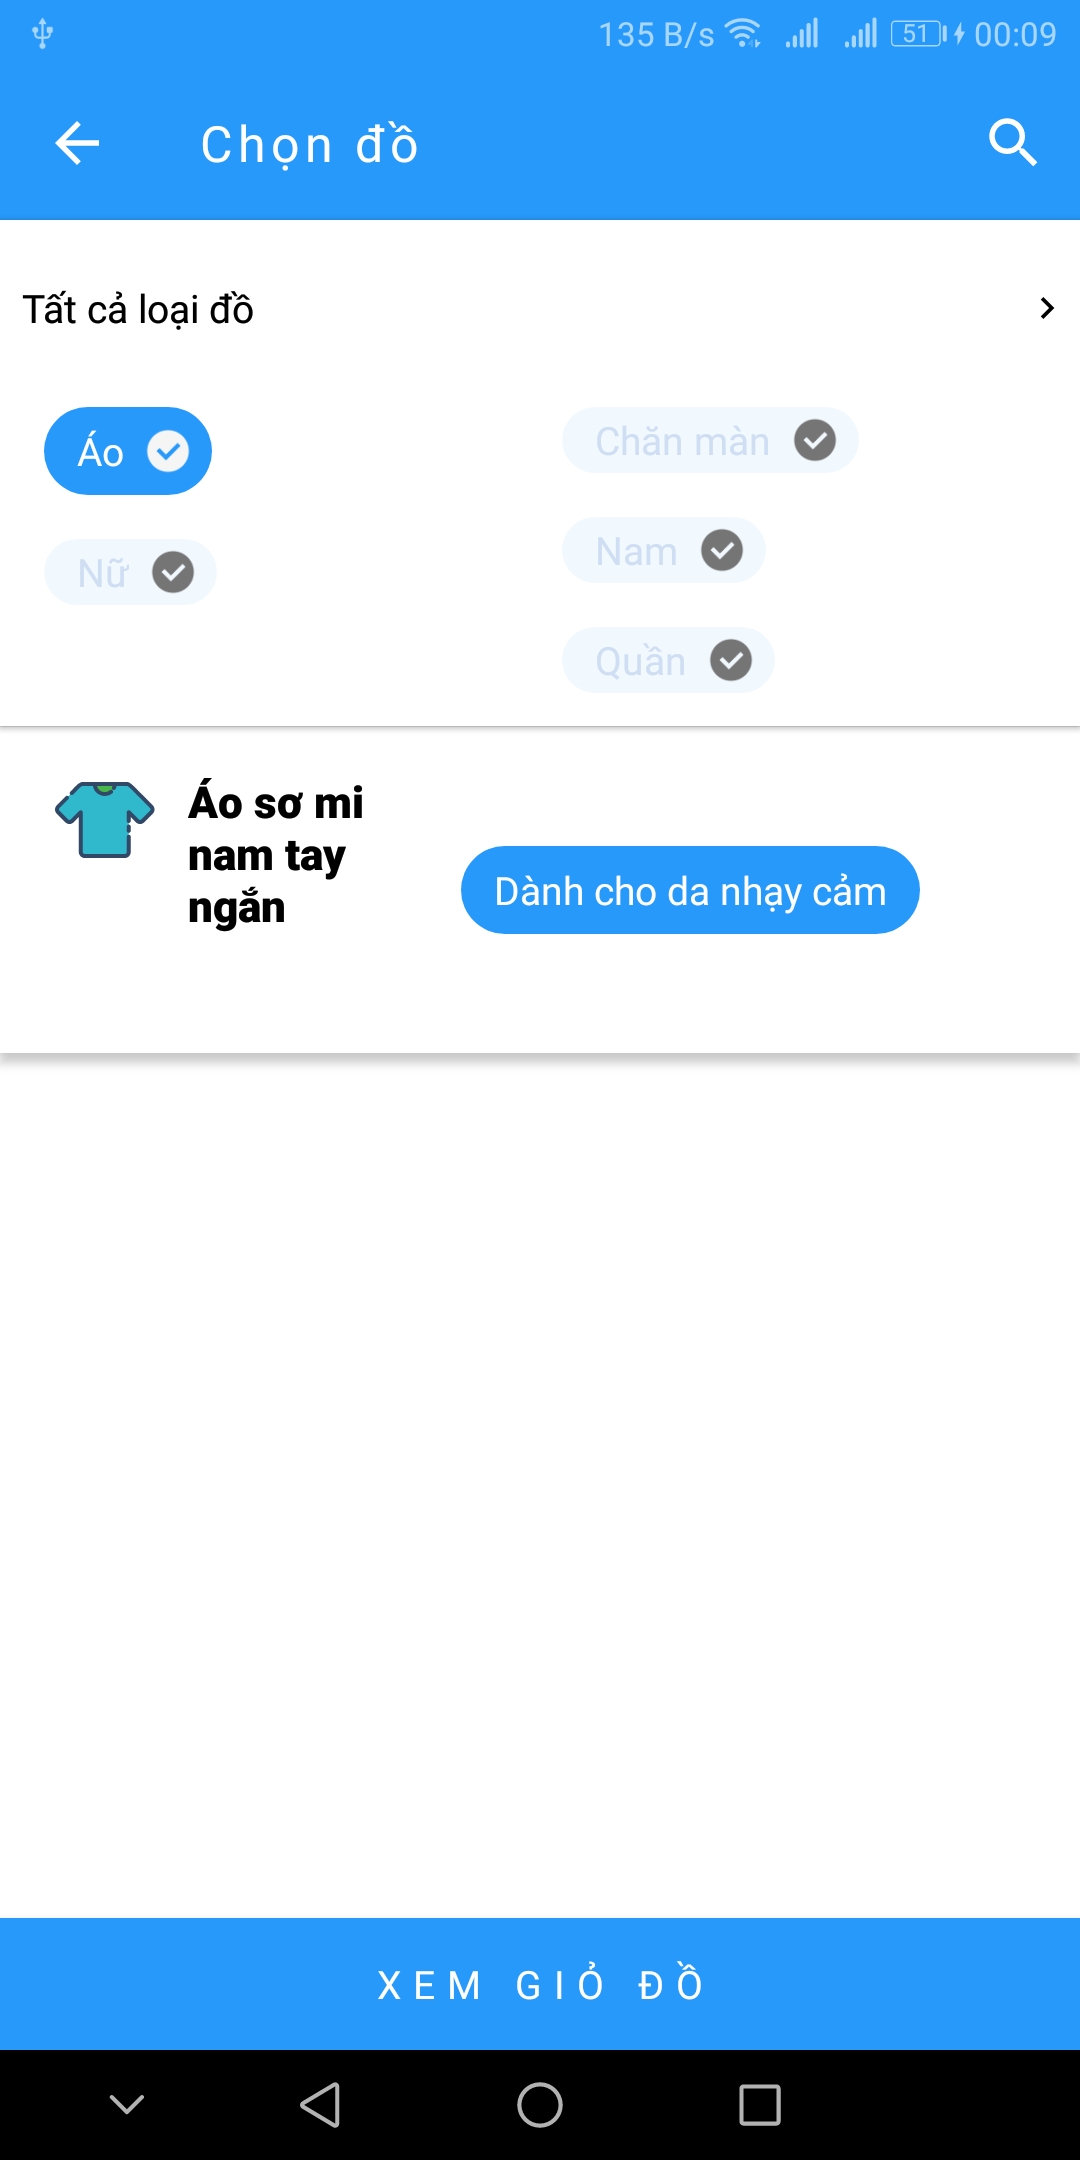 135 B/s 51 00:09
Chọn đồ
Tất cả loại đồ
Áo
Chăn màn
Nữ
Nam
Quần
Áo sơ mi
nam tay
ngắn
Dành cho da nhạy cảm
XEM GIỎ ĐỒ